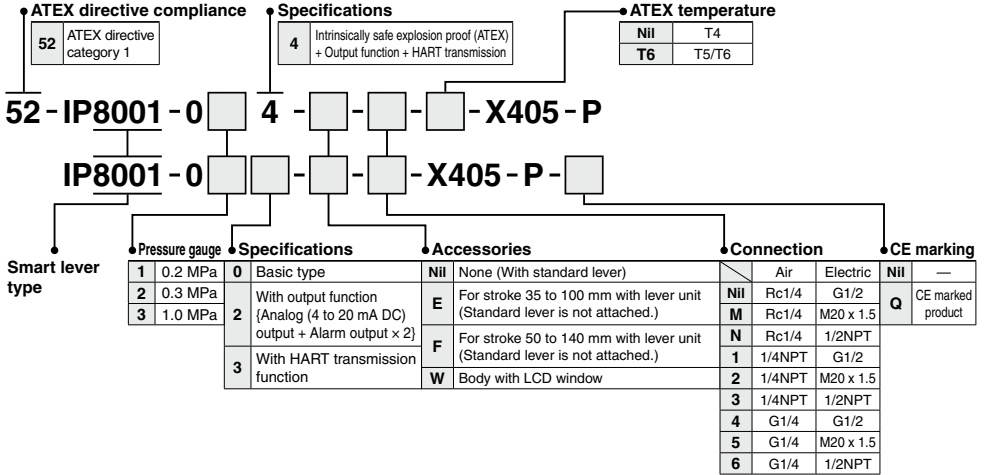 ATEX directive compliance
52 ATEX directive category 1
Specifications
4 Intrinsically safe explosion proof (ATEX) + Output function + HART transmission
ATEX temperature
Nil T4
T6 T5/T6
52-IP8001-0 4 - - - -X405-P
IP8001-0 - - -X405-P-
Smart lever type
Pressure gauge
1 0.2 MPa
2 0.3 MPa
3 1.0 MPa
Specifications
0 Basic type
2 With output function {Analog (4 to 20 mA DC) output + Alarm output × 2}
3 With HART transmission function
Accessories
Nil None (With standard lever)
E For stroke 35 to 100 mm with lever unit (Standard lever is not attached.)
F For stroke 50 to 140 mm with lever unit (Standard lever is not attached.)
W Body with LCD window
Connection
Air Electric
Nil Rc1/4 G1/2
M Rc1/4 M20 x 1.5
N Rc1/4 1/2NPT
1 1/4NPT G1/2
2 1/4NPT M20 x 1.5
3 1/4NPT 1/2NPT
4 G1/4 G1/2
5 G1/4 M20 x 1.5
6 G1/4 1/2NPT
CE marking
Nil —
Q CE marked product